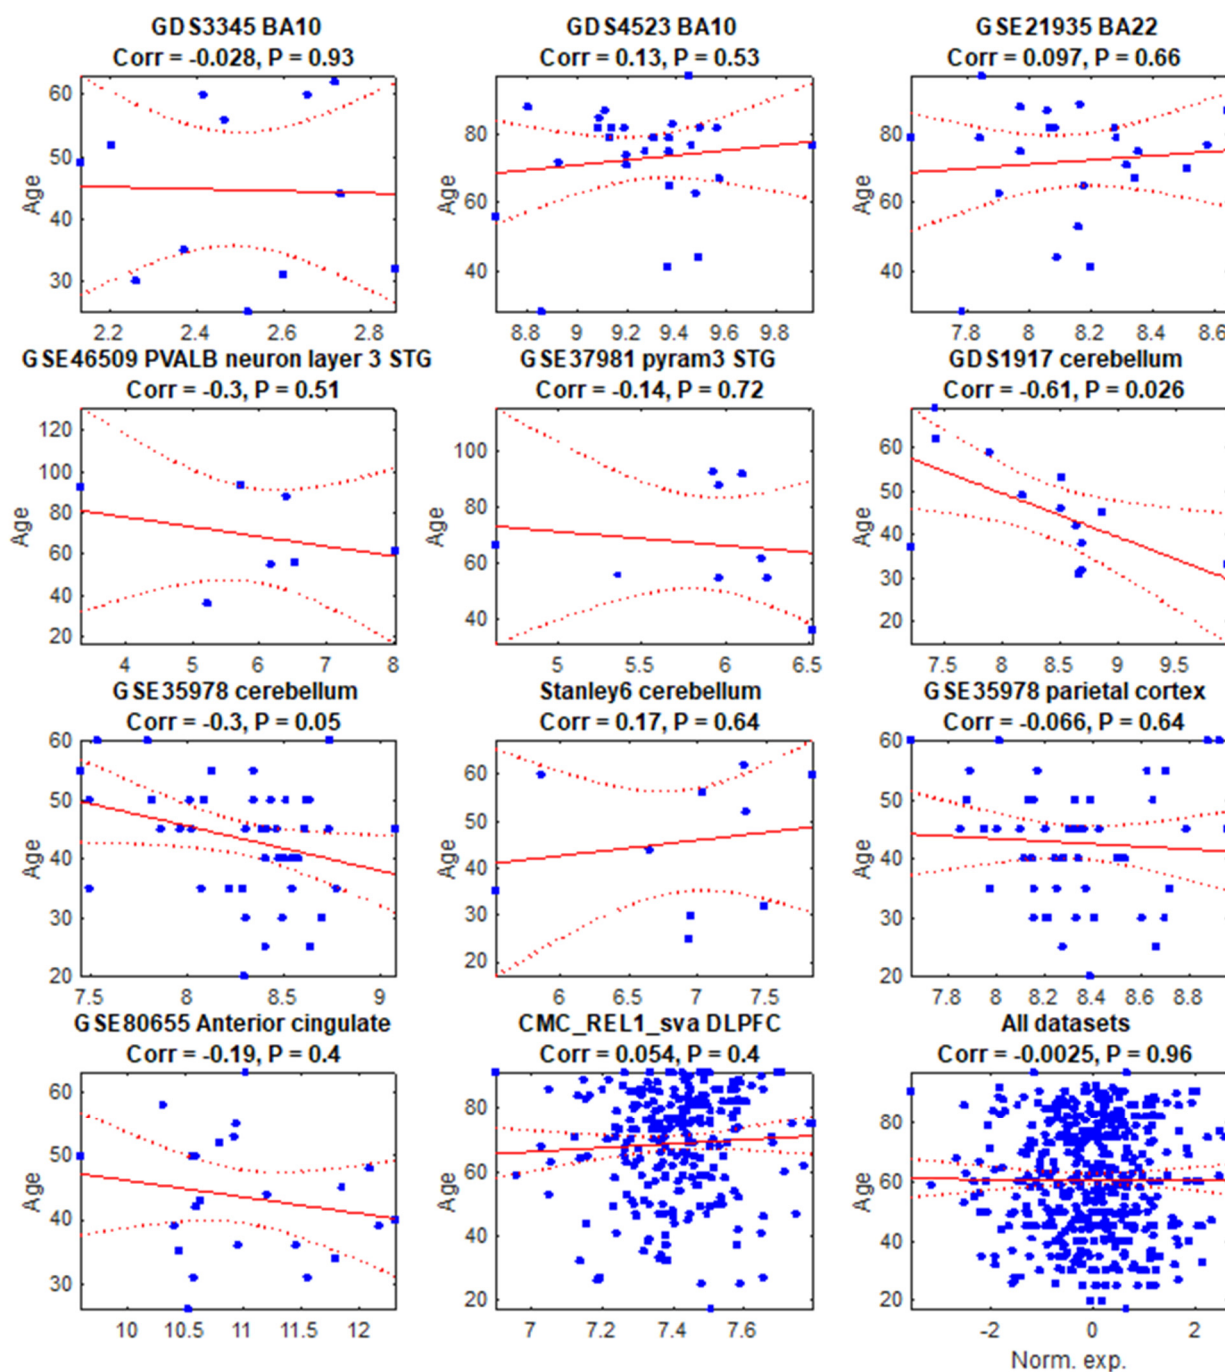 GDS3345 BA10
Corr = -0.028, P = 0.93
GDS4523 BA10
Corr = 0.13, P = 0.53
GSE21935 BA22
Corr = 0.097, P = 0.66
60
50
40
30
Age
2.2 2.4 2.6 2.8
80
60
40
Age
8.8 9 9.2 9.4 9.6 9.8
80
60
40
Age
7.8 8 8.2 8.4 8.6
GSE46509 PVALB neuron layer 3 STG
Corr = -0.3, P = 0.51
GSE37981 pyram3 STG
Corr = -0.14, P = 0.72
GDS1917 cerebellum
Corr = -0.61, P = 0.026
120
100
80
60
40
20
Age
4 5 6 7 8
100
80
60
40
Age
5 5.5 6 6.5
60
50
40
30
20
Age
7.5 8 8.5 9 9.5
GSE35978 cerebellum
Corr = -0.3, P = 0.05
Stanley6 cerebellum
Corr = 0.17, P = 0.64
GSE35978 parietal cortex
Corr = -0.066, P = 0.64
60
50
40
30
20
Age
7.5 8 8.5 9
60
50
40
30
20
Age
6 6.5 7 7.5
60
50
40
30
20
Age
7.8 8 8.2 8.4 8.6 8.8
GSE80655 Anterior cingulate
Corr = -0.19, P = 0.4
CMC_REL1_sva DLPFC
Corr = 0.054, P = 0.4
All datasets
Corr = -0.0025, P = 0.96
60
50
40
30
Age
10 10.5 11 11.5 12
80
60
40
20
Age
7 7.2 7.4 7.6
80
60
40
20
Age
-2 0 2
Norm. exp.